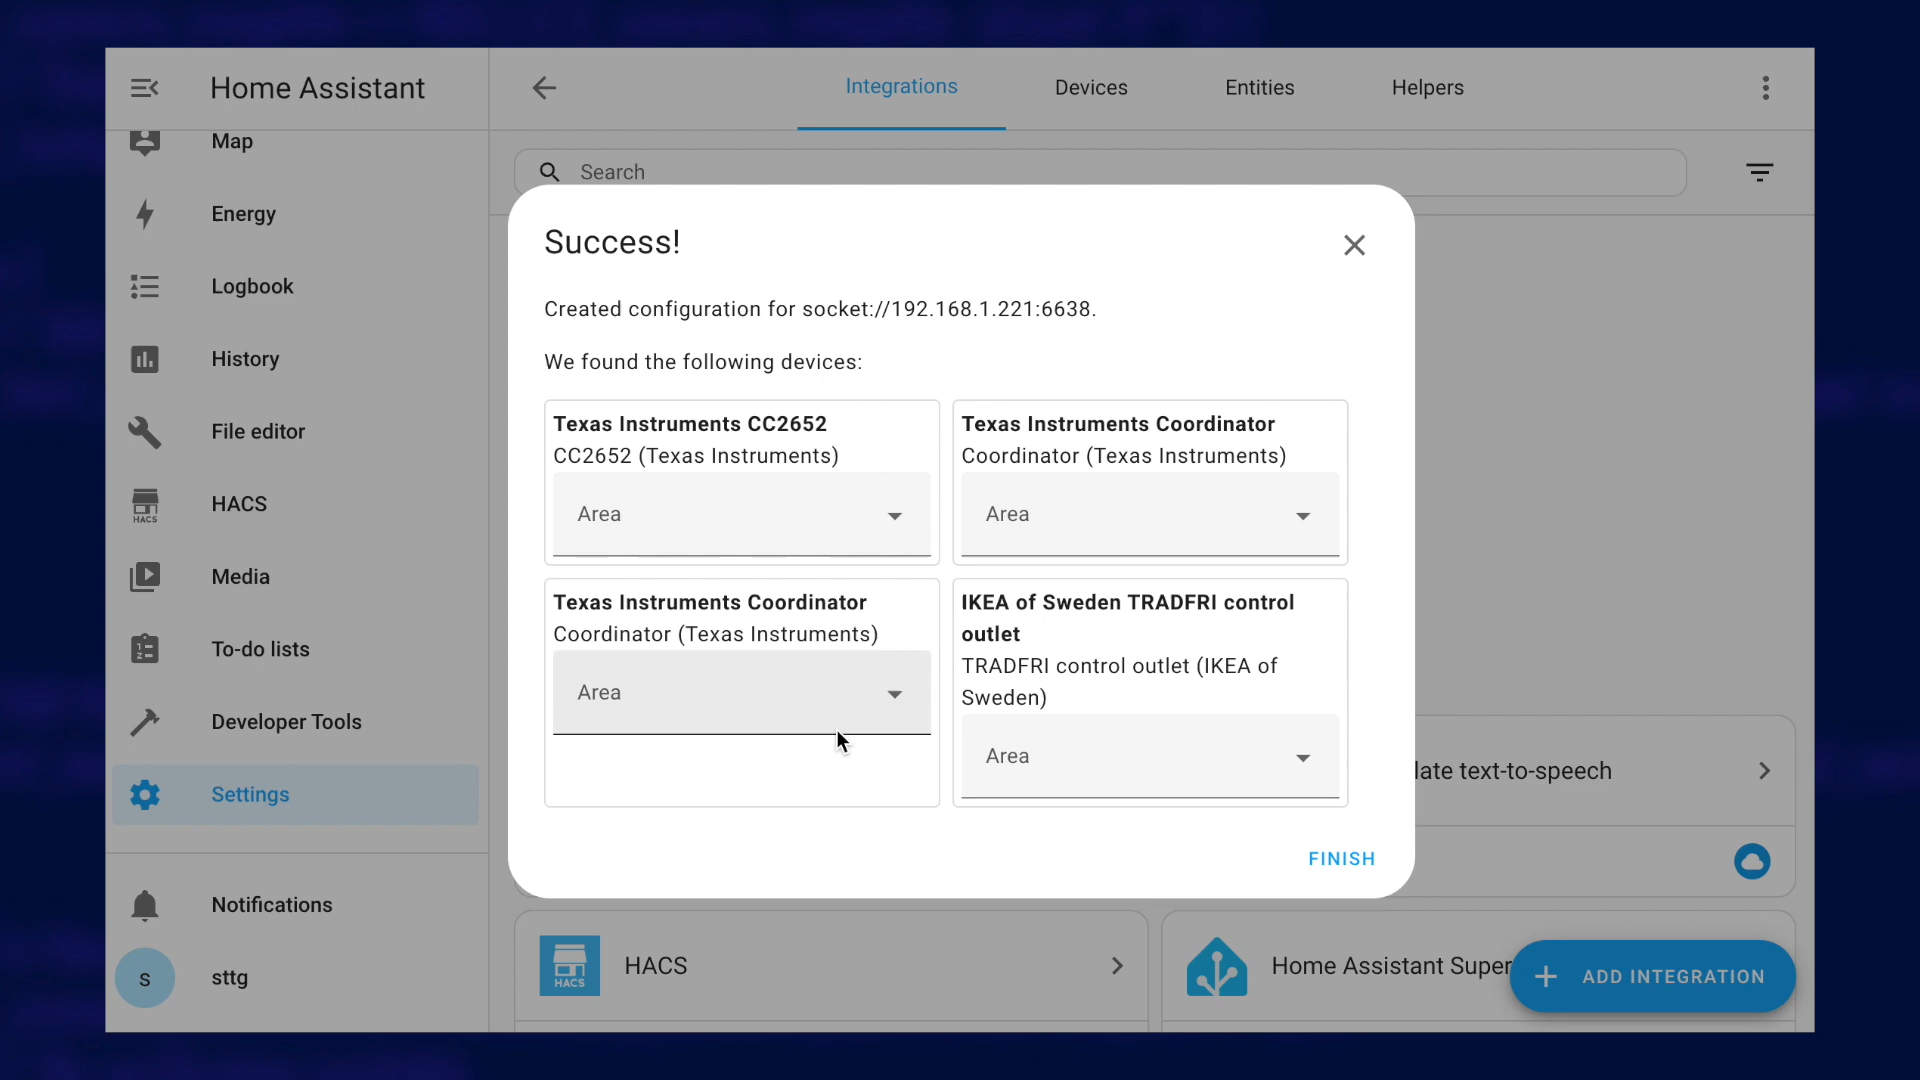 Home Assistant
Integrations
Devices
Entities
Helpers
Map
Search
Energy
Logbook
History
File editor
HACS
HACS
Media
To-do lists
Developer Tools
Settings
Notifications
s
sttg
Success!
Created configuration for socket://192.168.1.221:6638.
We found the following devices:
Texas Instruments CC2652
CC2652 (Texas Instruments)
Area
Texas Instruments Coordinator
Coordinator (Texas Instruments)
Area
Texas Instruments Coordinator
Coordinator (Texas Instruments)
Area
IKEA of Sweden TRADFRI control
outlet
TRADFRI control outlet (IKEA of
Sweden)
Area
FINISH
late text-to-speech
HACS
HACS
Home Assistant Super
ADD INTEGRATION